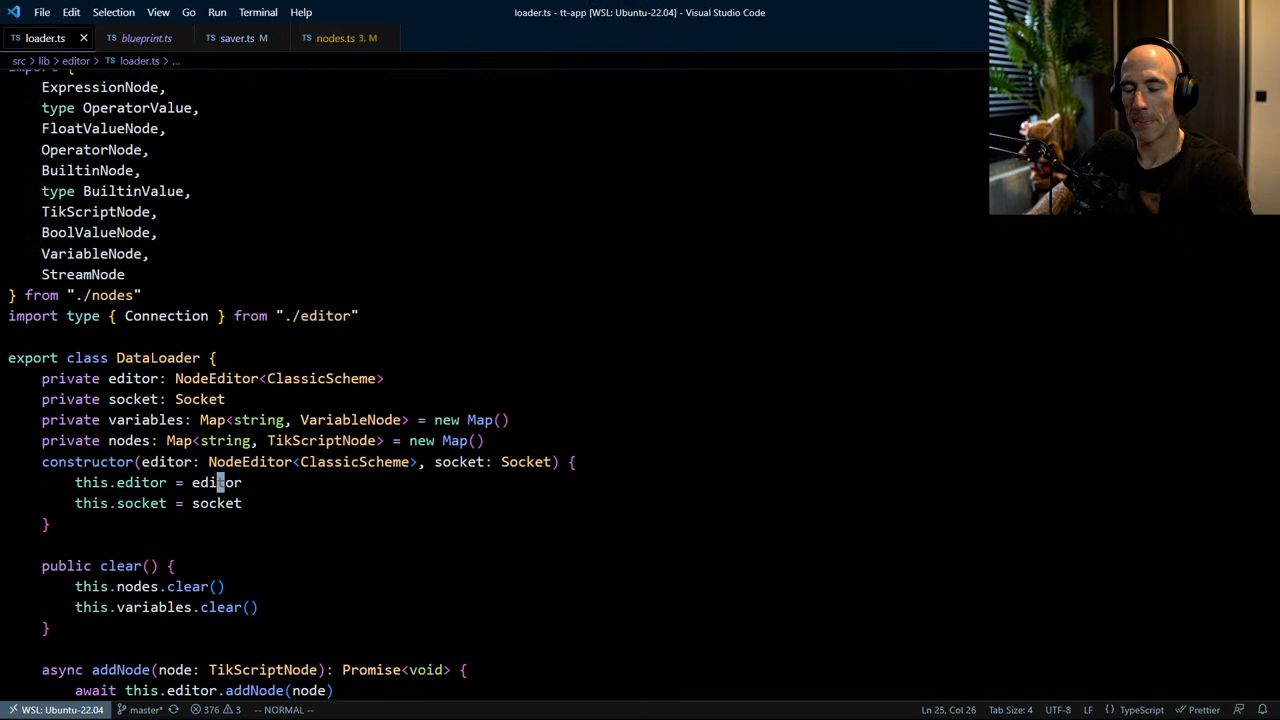 File Edit Selection View Go Run Terminal Help
loader.ts - tt-app [WSL: Ubuntu-22.04] - Visual Studio Code
TS loader.ts × TS blueprint.ts TS saver.ts M TS nodes.ts 3, M
src > lib > editor > TS loader.ts > ...
import {
ExpressionNode,
type OperatorValue,
FloatValueNode,
OperatorNode,
BuiltinNode,
type BuiltinValue,
TikScriptNode,
BoolValueNode,
VariableNode,
StreamNode
} from "./nodes"
import type { Connection } from "./editor"
export class DataLoader {
private editor: NodeEditor<ClassicScheme>
private socket: Socket
private variables: Map<string, VariableNode> = new Map()
private nodes: Map<string, TikScriptNode> = new Map()
constructor(editor: NodeEditor<ClassicScheme>, socket: Socket) {
this.editor = editor
this.socket = socket
}
public clear() {
this.nodes.clear()
this.variables.clear()
}
async addNode(node: TikScriptNode): Promise<void> {
await this.editor.addNode(node)
WSL: Ubuntu-22.04 master* 376 3 -- NORMAL -- Ln 25, Col 26 Tab Size: 4 UTF-8 LF {} TypeScript Prettier